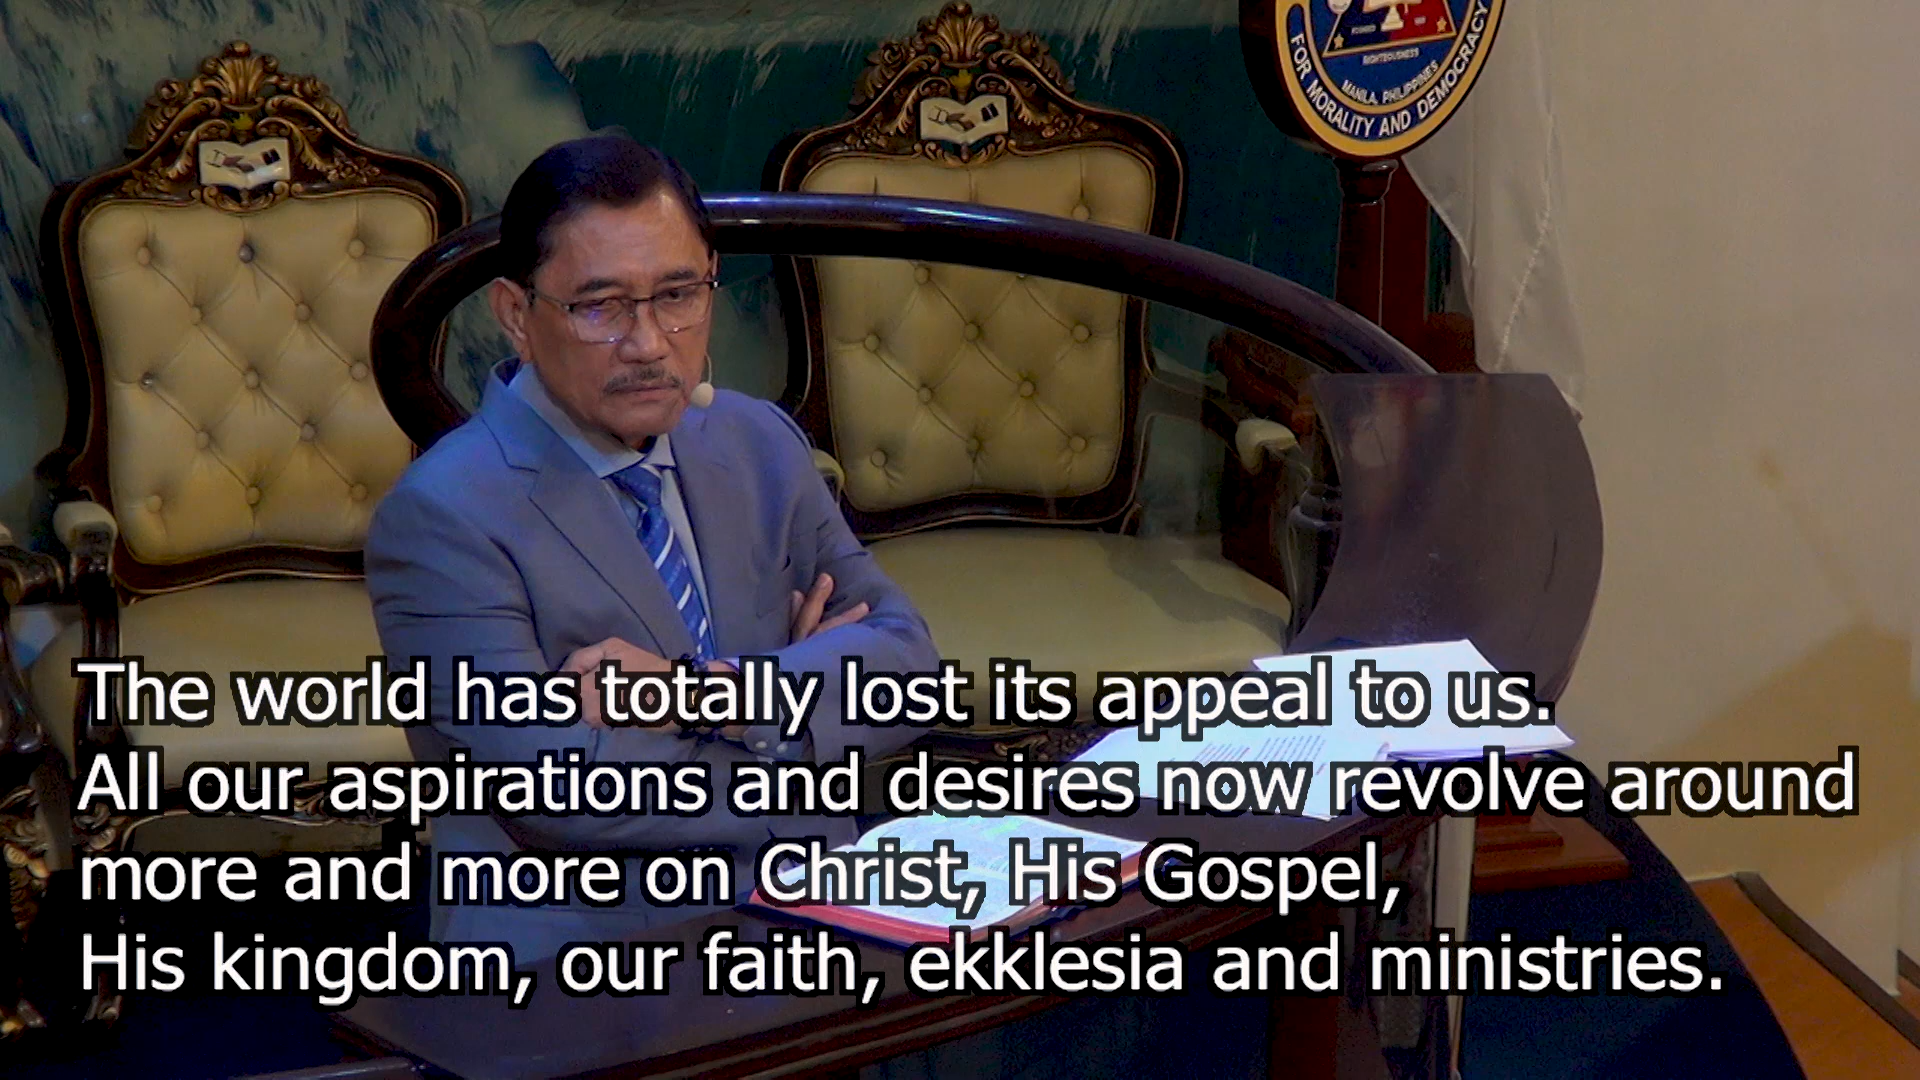 FOR MORALITY AND DEMOCRACY
MANILA, PHILIPPINES
RIGHTEOUSNESS
The world has totally lost its appeal to us.
All our aspirations and desires now revolve around
more and more on Christ, His Gospel,
His kingdom, our faith, ekklesia and ministries.